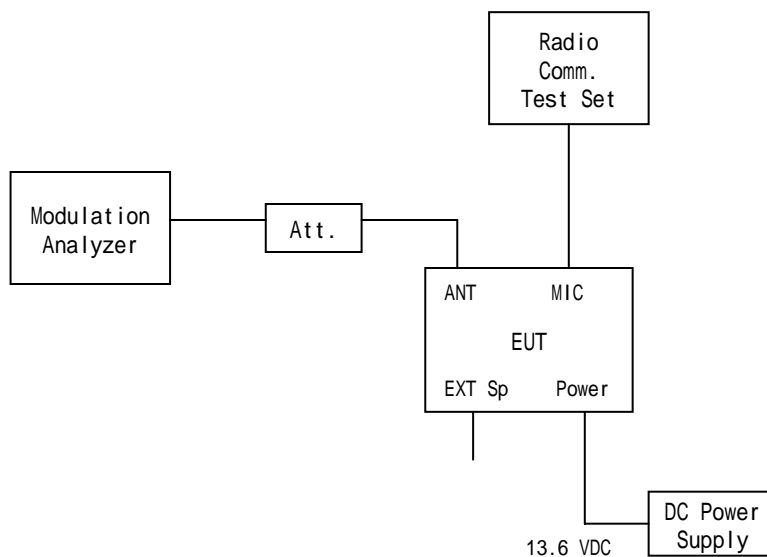 Radio
Comm.
Test Set
Modulation
Analyzer
Att.
ANT MIC
EUT
EXT Sp Power
DC Power
Supply
13.6 VDC